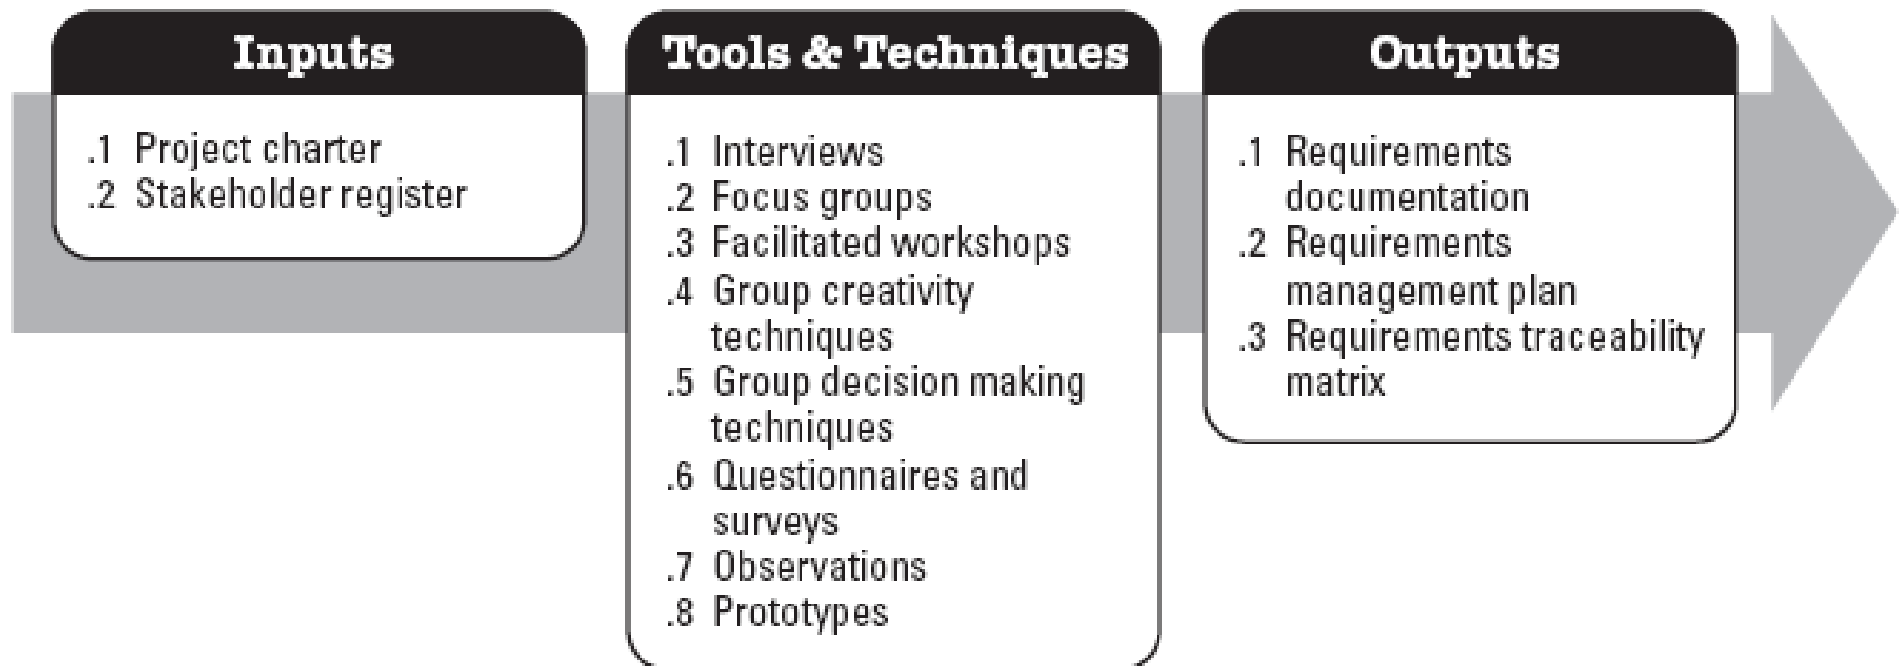 Inputs
.1 Project charter
.2 Stakeholder register
Tools & Techniques
.1 Interviews
.2 Focus groups
.3 Facilitated workshops
.4 Group creativity
techniques
.5 Group decision making
techniques
.6 Questionnaires and
surveys
.7 Observations
.8 Prototypes
Outputs
.1 Requirements
documentation
.2 Requirements
management plan
.3 Requirements traceability
matrix